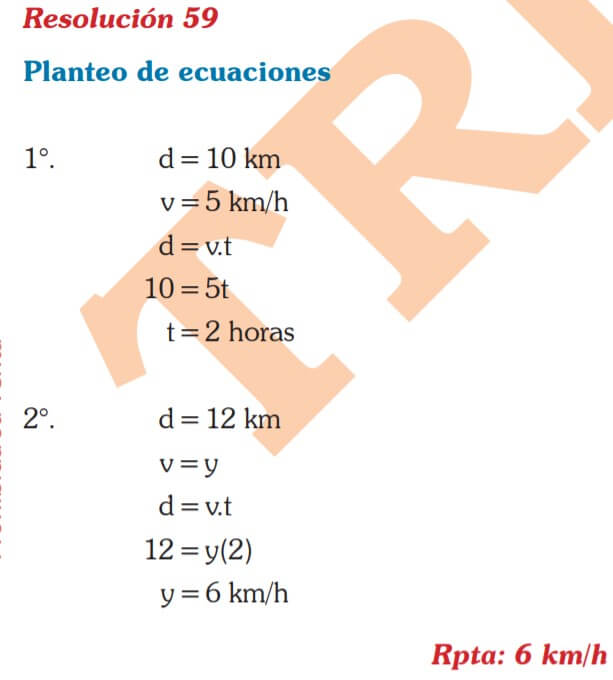 Resolución 59
Planteo de ecuaciones
1°. d = 10 km
v = 5 km/h
d = v.t
10 = 5t
t = 2 horas
2°. d = 12 km
v = y
d = v.t
12 = y(2)
y = 6 km/h
Rpta: 6 km/h